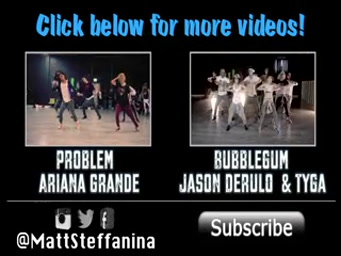 Click below for more videos!
PROBLEM
ARIANA GRANDE
BUBBLEGUM
JASON DERULO & TYGA
@MattSteffanina
Subscribe